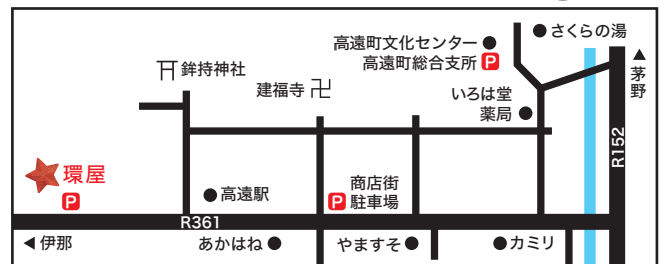 さくらの湯
高遠町文化センター
高遠町総合支所 P
茅野
鉾持神社
建福寺
いろは堂
薬局
R152
環屋
P
高遠駅
商店街
P 駐車場
R361
伊那
あかはね
やますそ
カミリ